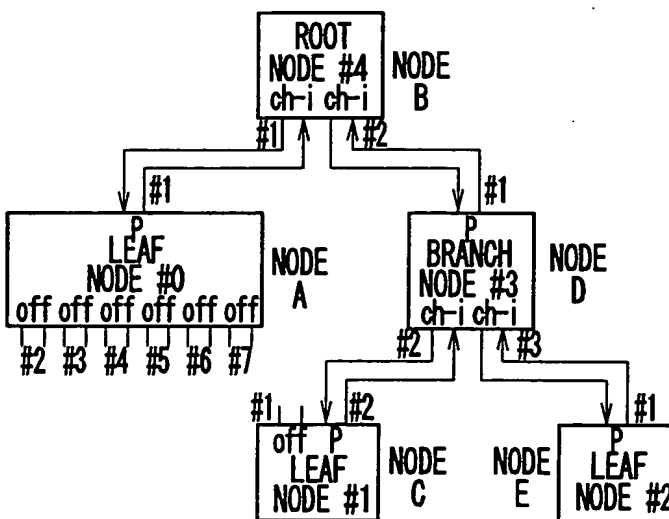 ROOT
NODE #4
ch-i ch-i
NODE
B
#1
#2
#1
#1
P
LEAF
NODE #0
off off off off off off
#2 #3 #4 #5 #6 #7
NODE
A
P
BRANCH
NODE #3
ch-i ch-i
NODE
D
#2
#3
#1
#2
#1
off P
LEAF
NODE #1
NODE
C
NODE
E
P
LEAF
NODE #2